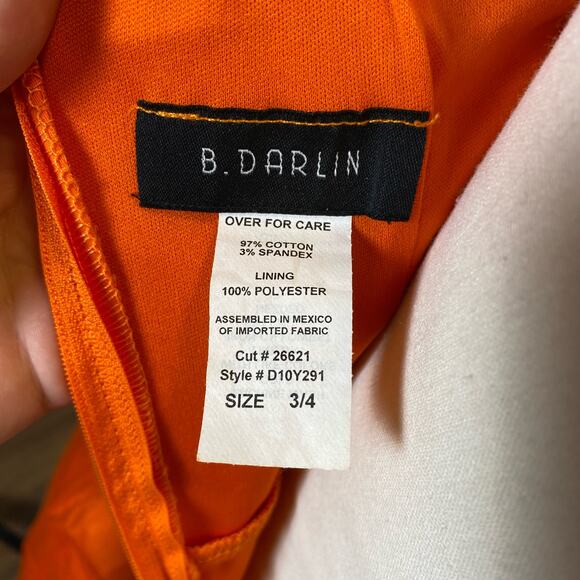 B. DARLIN
OVER FOR CARE
97% COTTON
3% SPANDEX
LINING
100% POLYESTER
ASSEMBLED IN MEXICO
OF IMPORTED FABRIC
Cut # 26621
Style # D10Y291
SIZE 3/4